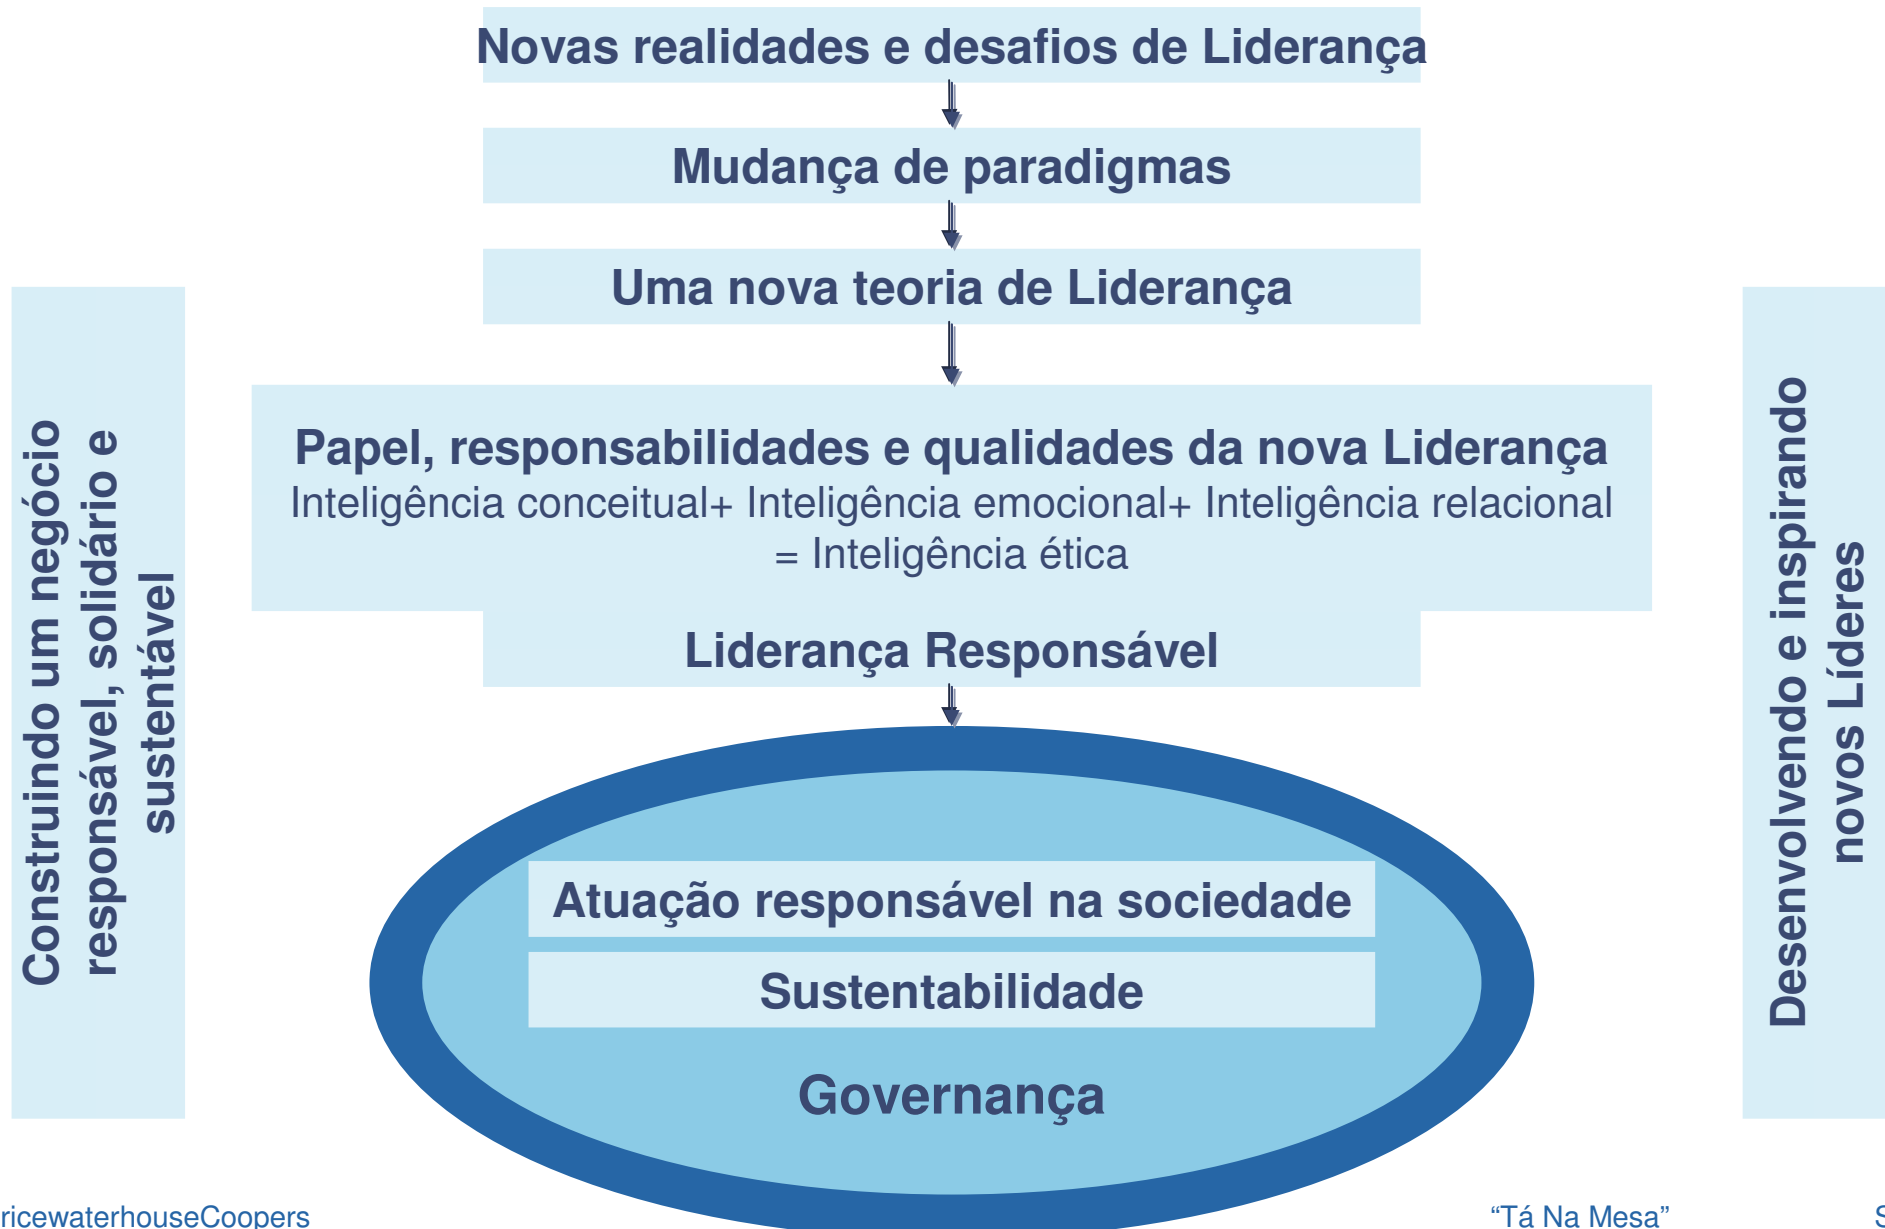 Novas realidades e desafios de Liderança
Mudança de paradigmas
Uma nova teoria de Liderança
Papel, responsabilidades e qualidades da nova Liderança
Inteligência conceitual+ Inteligência emocional+ Inteligência relacional
= Inteligência ética
Liderança Responsável
Construindo um negócio
responsável, solidário e
sustentável
Desenvolvendo e inspirando
novos Líderes
Atuação responsável na sociedade
Sustentabilidade
Governança
ricewaterhouseCoopers
“Tá Na Mesa”